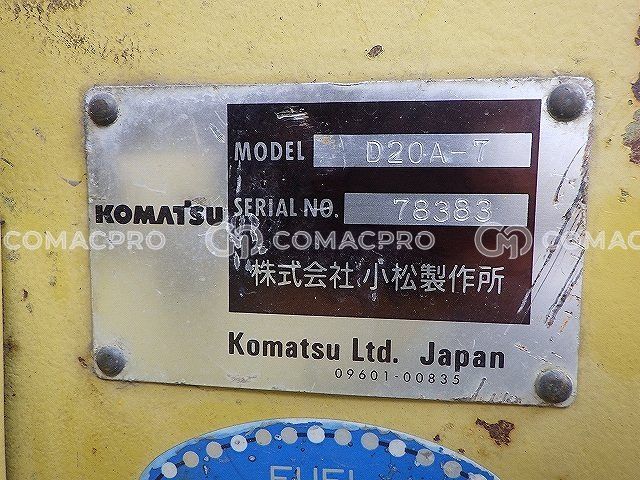 MODEL D20A-7
KOMATSU
SERIAL NO. 78383
COMACPRO COMACPRO COMACPRO
株式会社 小松製作所
Komatsu Ltd. Japan
09601-00835
FUEL